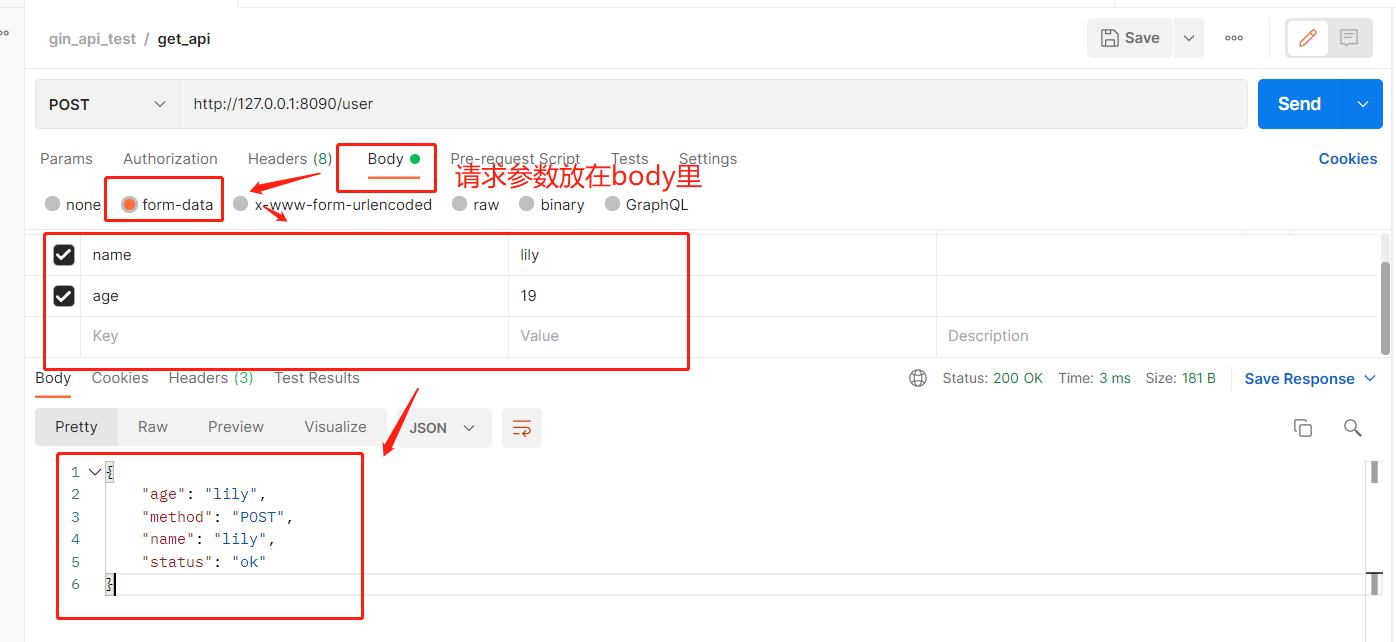 gin_api_test / get_api
Save
POST
http://127.0.0.1:8090/user
Send
Params Authorization Headers (8) Body Pre-request Script Tests Settings
Cookies
请求参数放在body里
none form-data x-www-form-urlencoded raw binary GraphQL
name lily
age 19
Key Value Description
Body Cookies Headers (3) Test Results
Status: 200 OK Time: 3 ms Size: 181 B Save Response
Pretty Raw Preview Visualize JSON
1 {
2 "age": "lily",
3 "method": "POST",
4 "name": "lily",
5 "status": "ok"
6 }